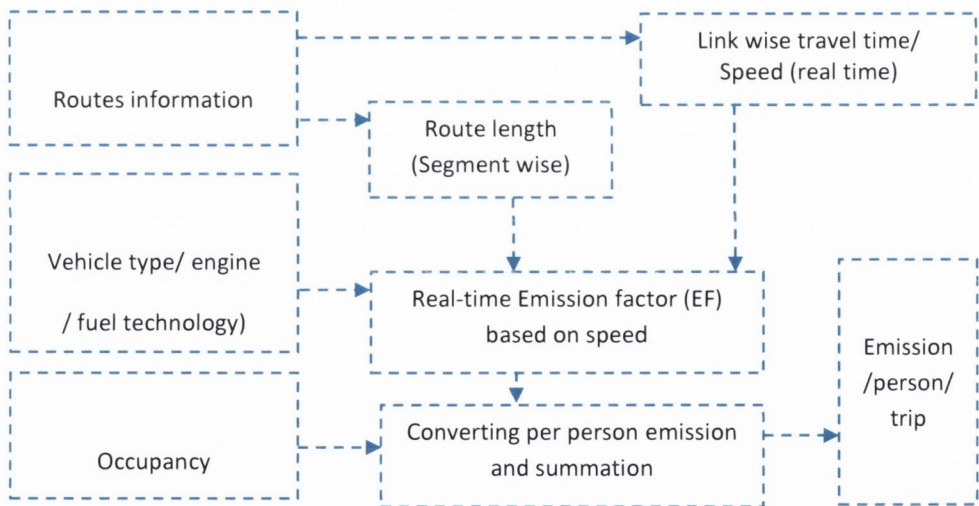 Routes information
Link wise travel time/
Speed (real time)
Route length
(Segment wise)
Vehicle type/ engine
/ fuel technology)
Real-time Emission factor (EF)
based on speed
Occupancy
Converting per person emission
and summation
Emission
/person/
trip